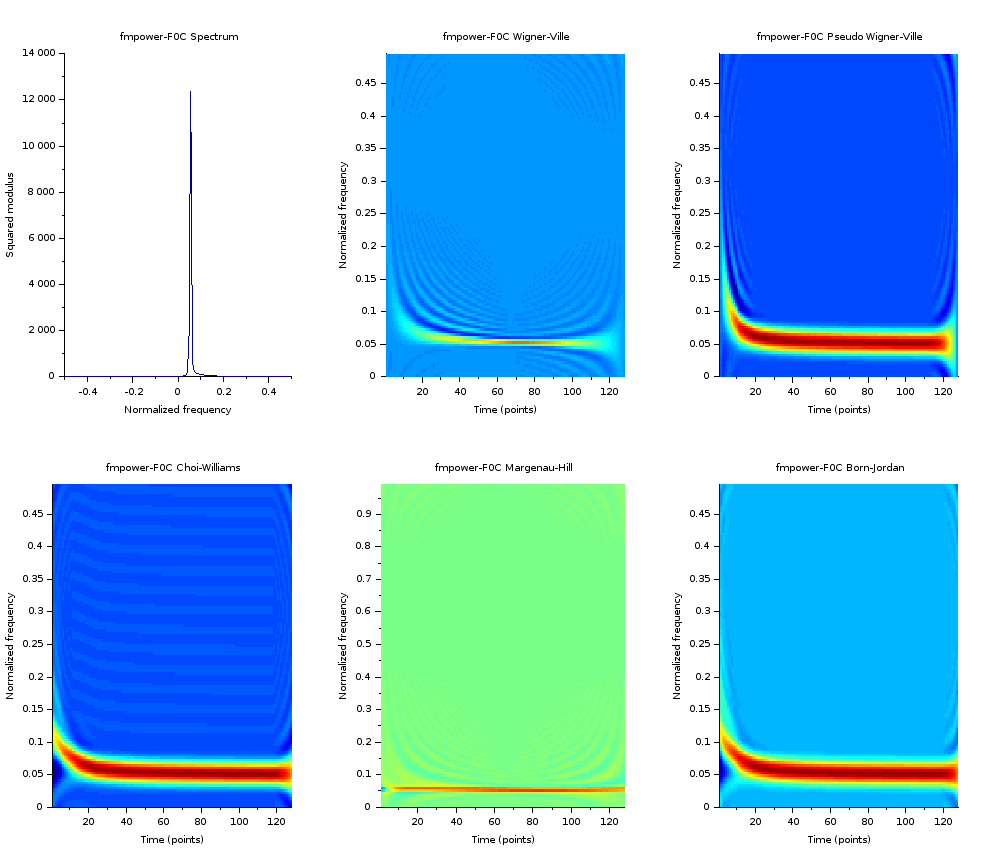 fmpower-F0C Spectrum
14 000
12 000
10 000
8 000
6 000
4 000
2 000
0
-0.4 -0.2 0 0.2 0.4
Squared modulus
Normalized frequency
fmpower-F0C Wigner-Ville
0.45
0.4
0.35
0.3
0.25
0.2
0.15
0.1
0.05
0
20 40 60 80 100 120
Normalized frequency
Time (points)
fmpower-F0C Pseudo Wigner-Ville
0.45
0.4
0.35
0.3
0.25
0.2
0.15
0.1
0.05
0
20 40 60 80 100 120
Normalized frequency
Time (points)
fmpower-F0C Choi-Williams
0.45
0.4
0.35
0.3
0.25
0.2
0.15
0.1
0.05
0
20 40 60 80 100 120
Normalized frequency
Time (points)
fmpower-F0C Margenau-Hill
0.9
0.8
0.7
0.6
0.5
0.4
0.3
0.2
0.1
0
20 40 60 80 100 120
Normalized frequency
Time (points)
fmpower-F0C Born-Jordan
0.45
0.4
0.35
0.3
0.25
0.2
0.15
0.1
0.05
0
20 40 60 80 100 120
Normalized frequency
Time (points)